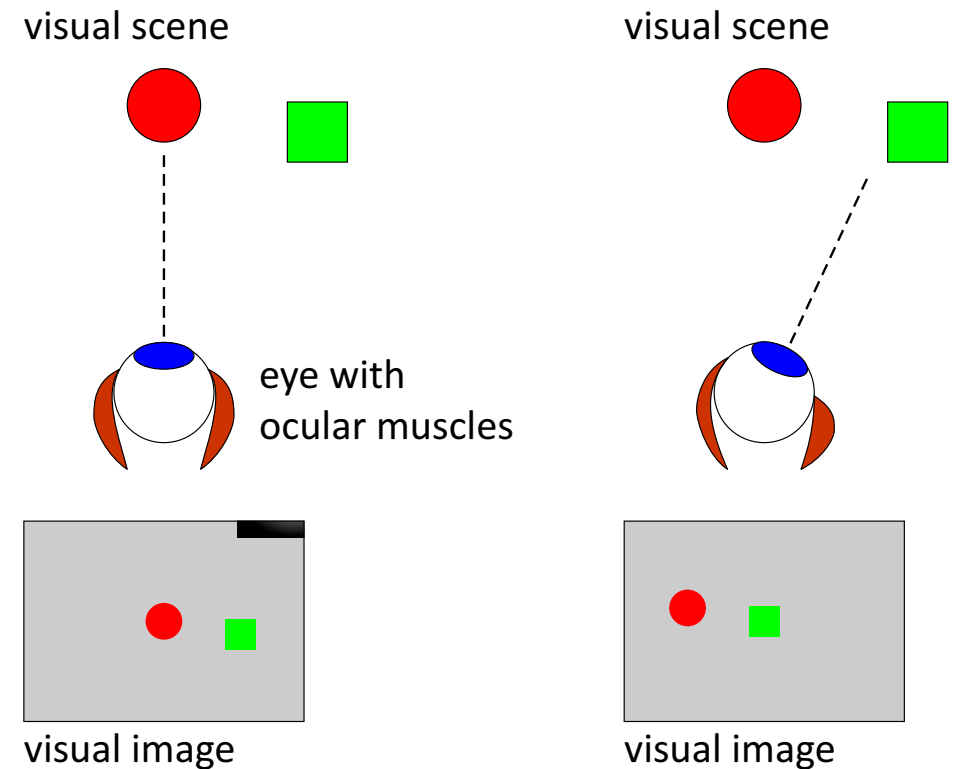 visual scene
visual scene
eye with
ocular muscles
visual image
visual image